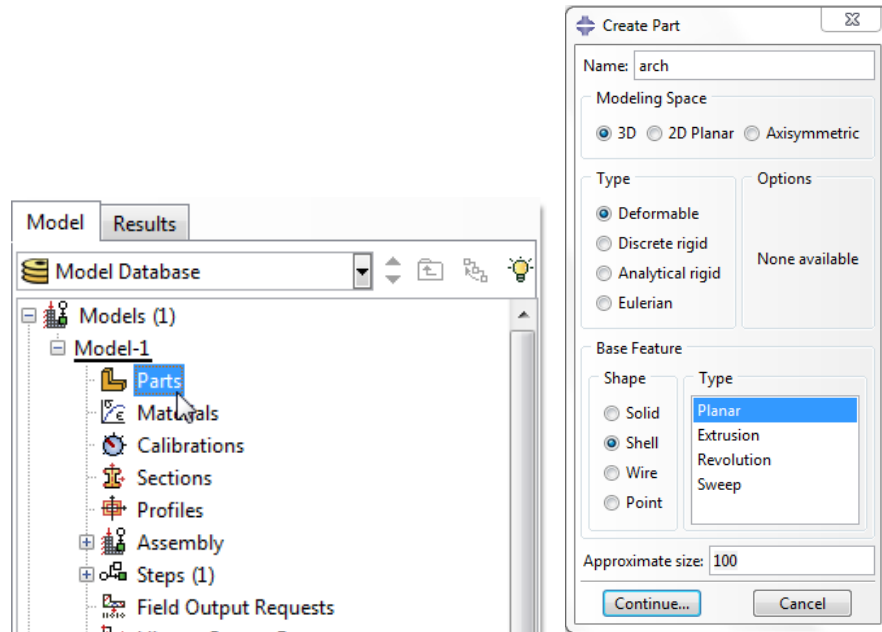 Model Results
Model Database
Models (1)
Model-1
Parts
Materials
Calibrations
Sections
Profiles
Assembly
Steps (1)
Field Output Requests
Create Part
Name: arch
Modeling Space
3D 2D Planar Axisymmetric
Type
Deformable
Discrete rigid
Analytical rigid
Eulerian
Options
None available
Base Feature
Shape
Solid
Shell
Wire
Point
Type
Planar
Extrusion
Revolution
Sweep
Approximate size: 100
Continue... Cancel